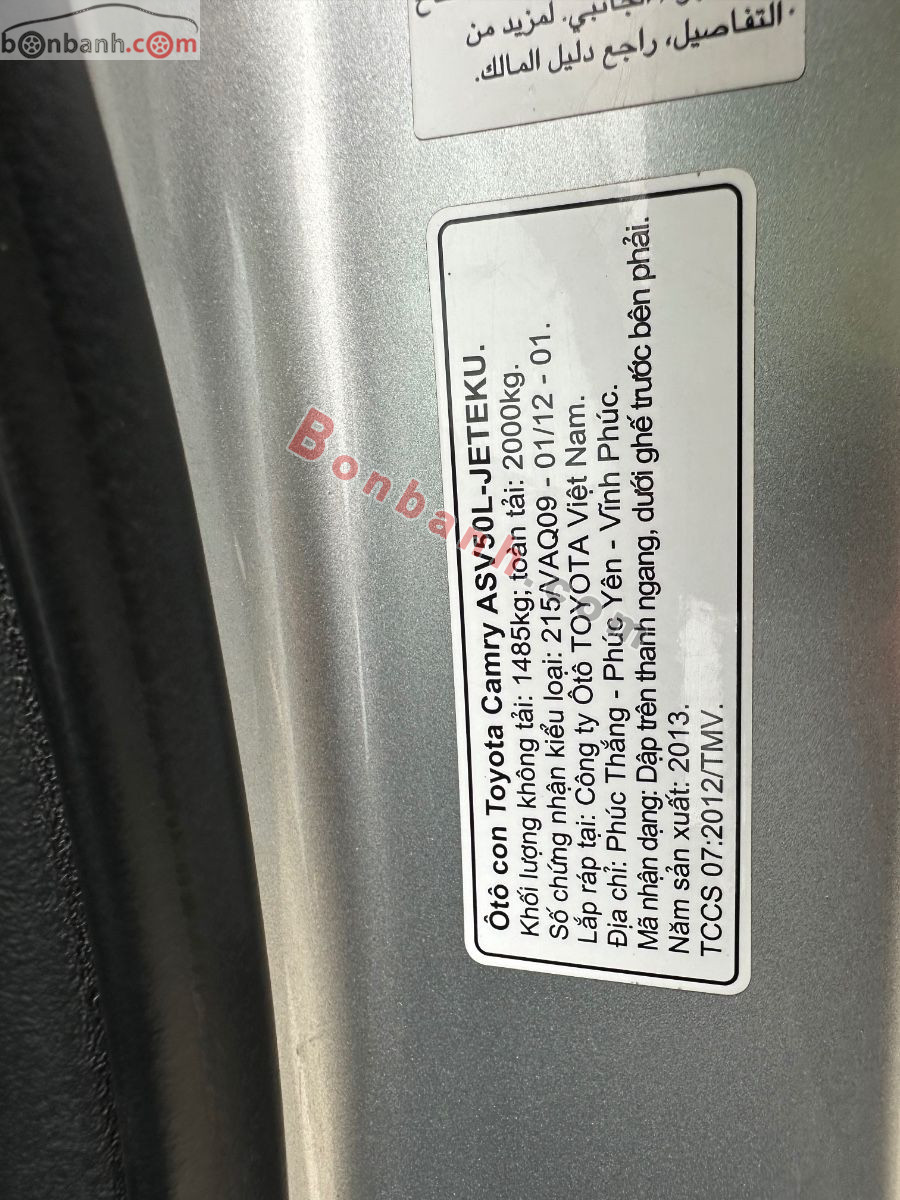 bonbanh.com
الجانبي. لمزيد من
التفاصيل، راجع دليل المالك.
Ôtô con Toyota Camry ASV50L-JETEKU.
Khối lượng không tải: 1485kg; toàn tải: 2000kg.
Số chứng nhận kiểu loại: 215/VAQ09 - 01/12 - 01.
Lắp ráp tại: Công ty Ôtô TOYOTA Việt Nam.
Địa chỉ: Phúc Thắng - Phúc Yên - Vĩnh Phúc.
Mã nhận dạng: Dập trên thanh ngang, dưới ghế trước bên phải.
Năm sản xuất: 2013.
TCCS 07:2012/TMV.
Bonbanh.com